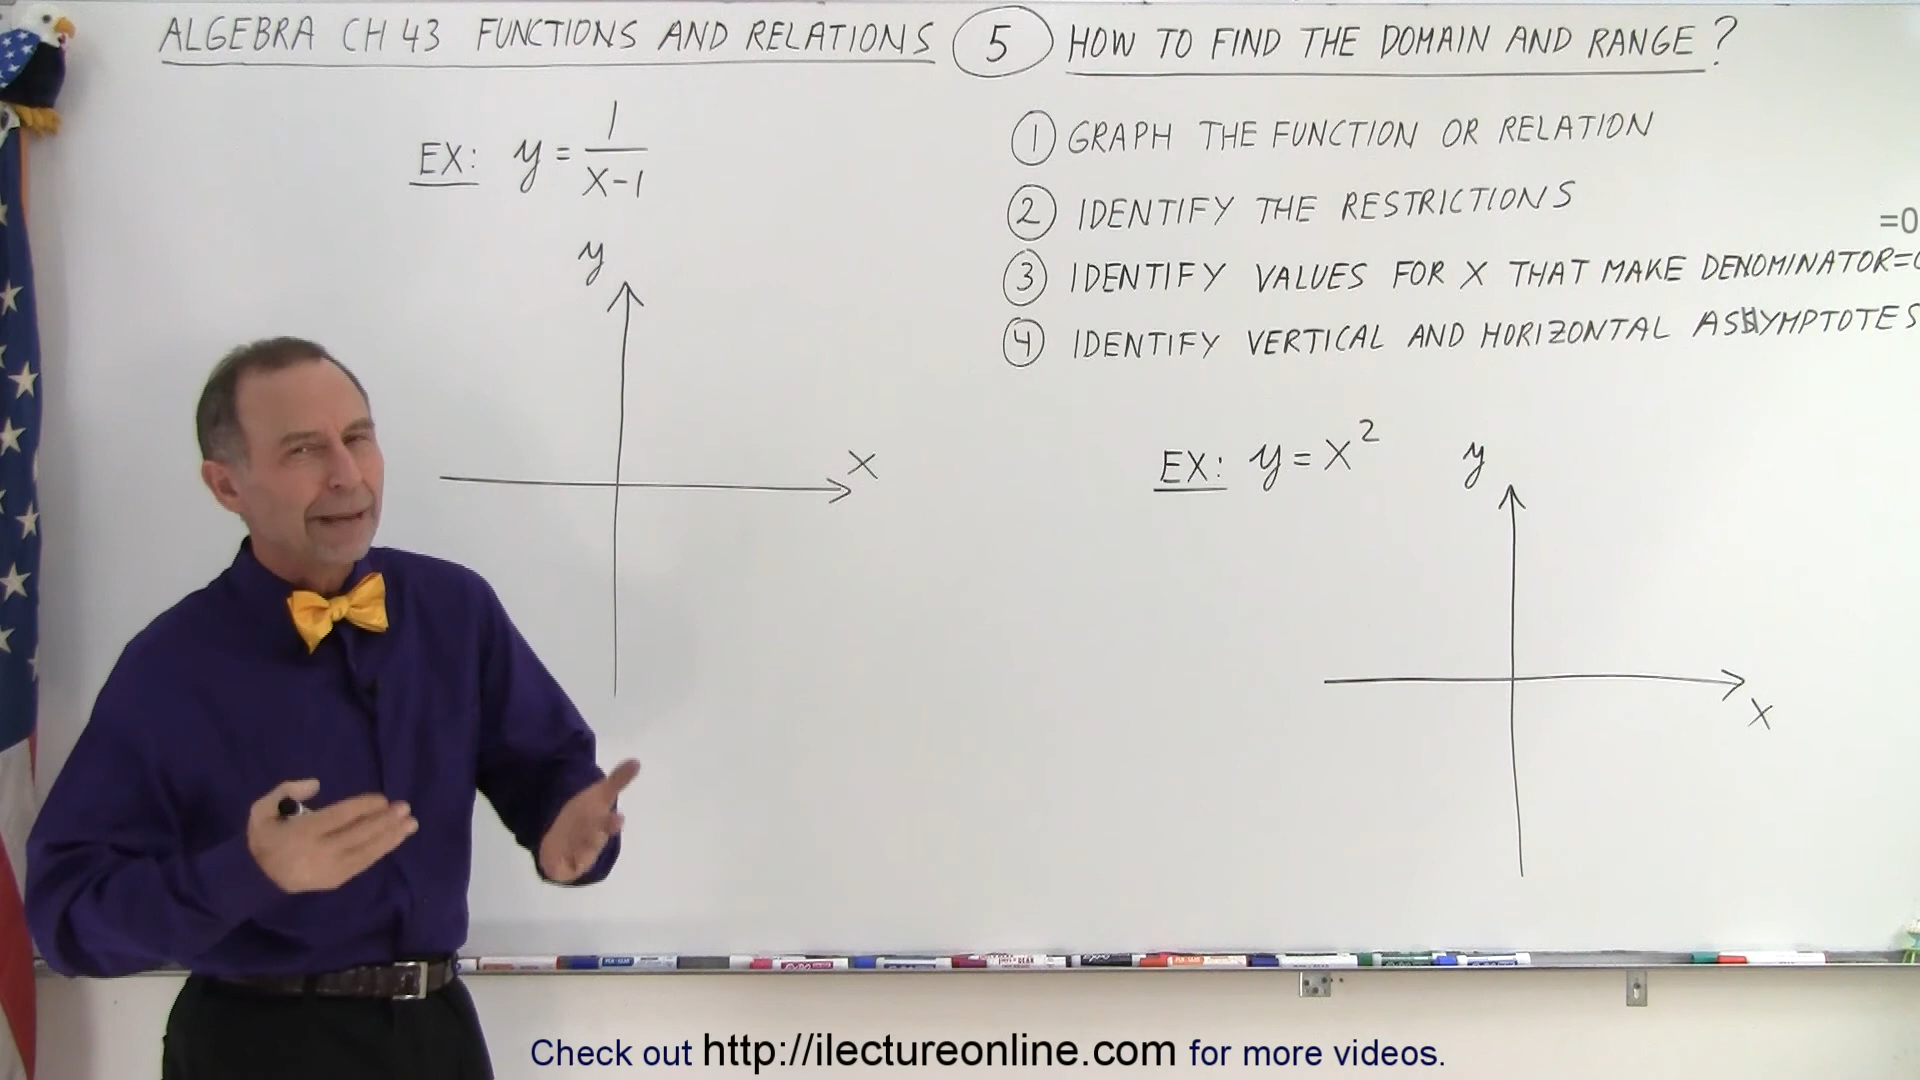 ALGEBRA CH 43 FUNCTIONS AND RELATIONS 5 HOW TO FIND THE DOMAIN AND RANGE?
EX: y = 1/(x-1)
y
x
1 GRAPH THE FUNCTION OR RELATION
2 IDENTIFY THE RESTRICTIONS
=0
3 IDENTIFY VALUES FOR X THAT MAKE DENOMINATOR=0
4 IDENTIFY VERTICAL AND HORIZONTAL ASYMPTOTES
EX: y = x²
y
x
Check out http://ilectureonline.com for more videos.